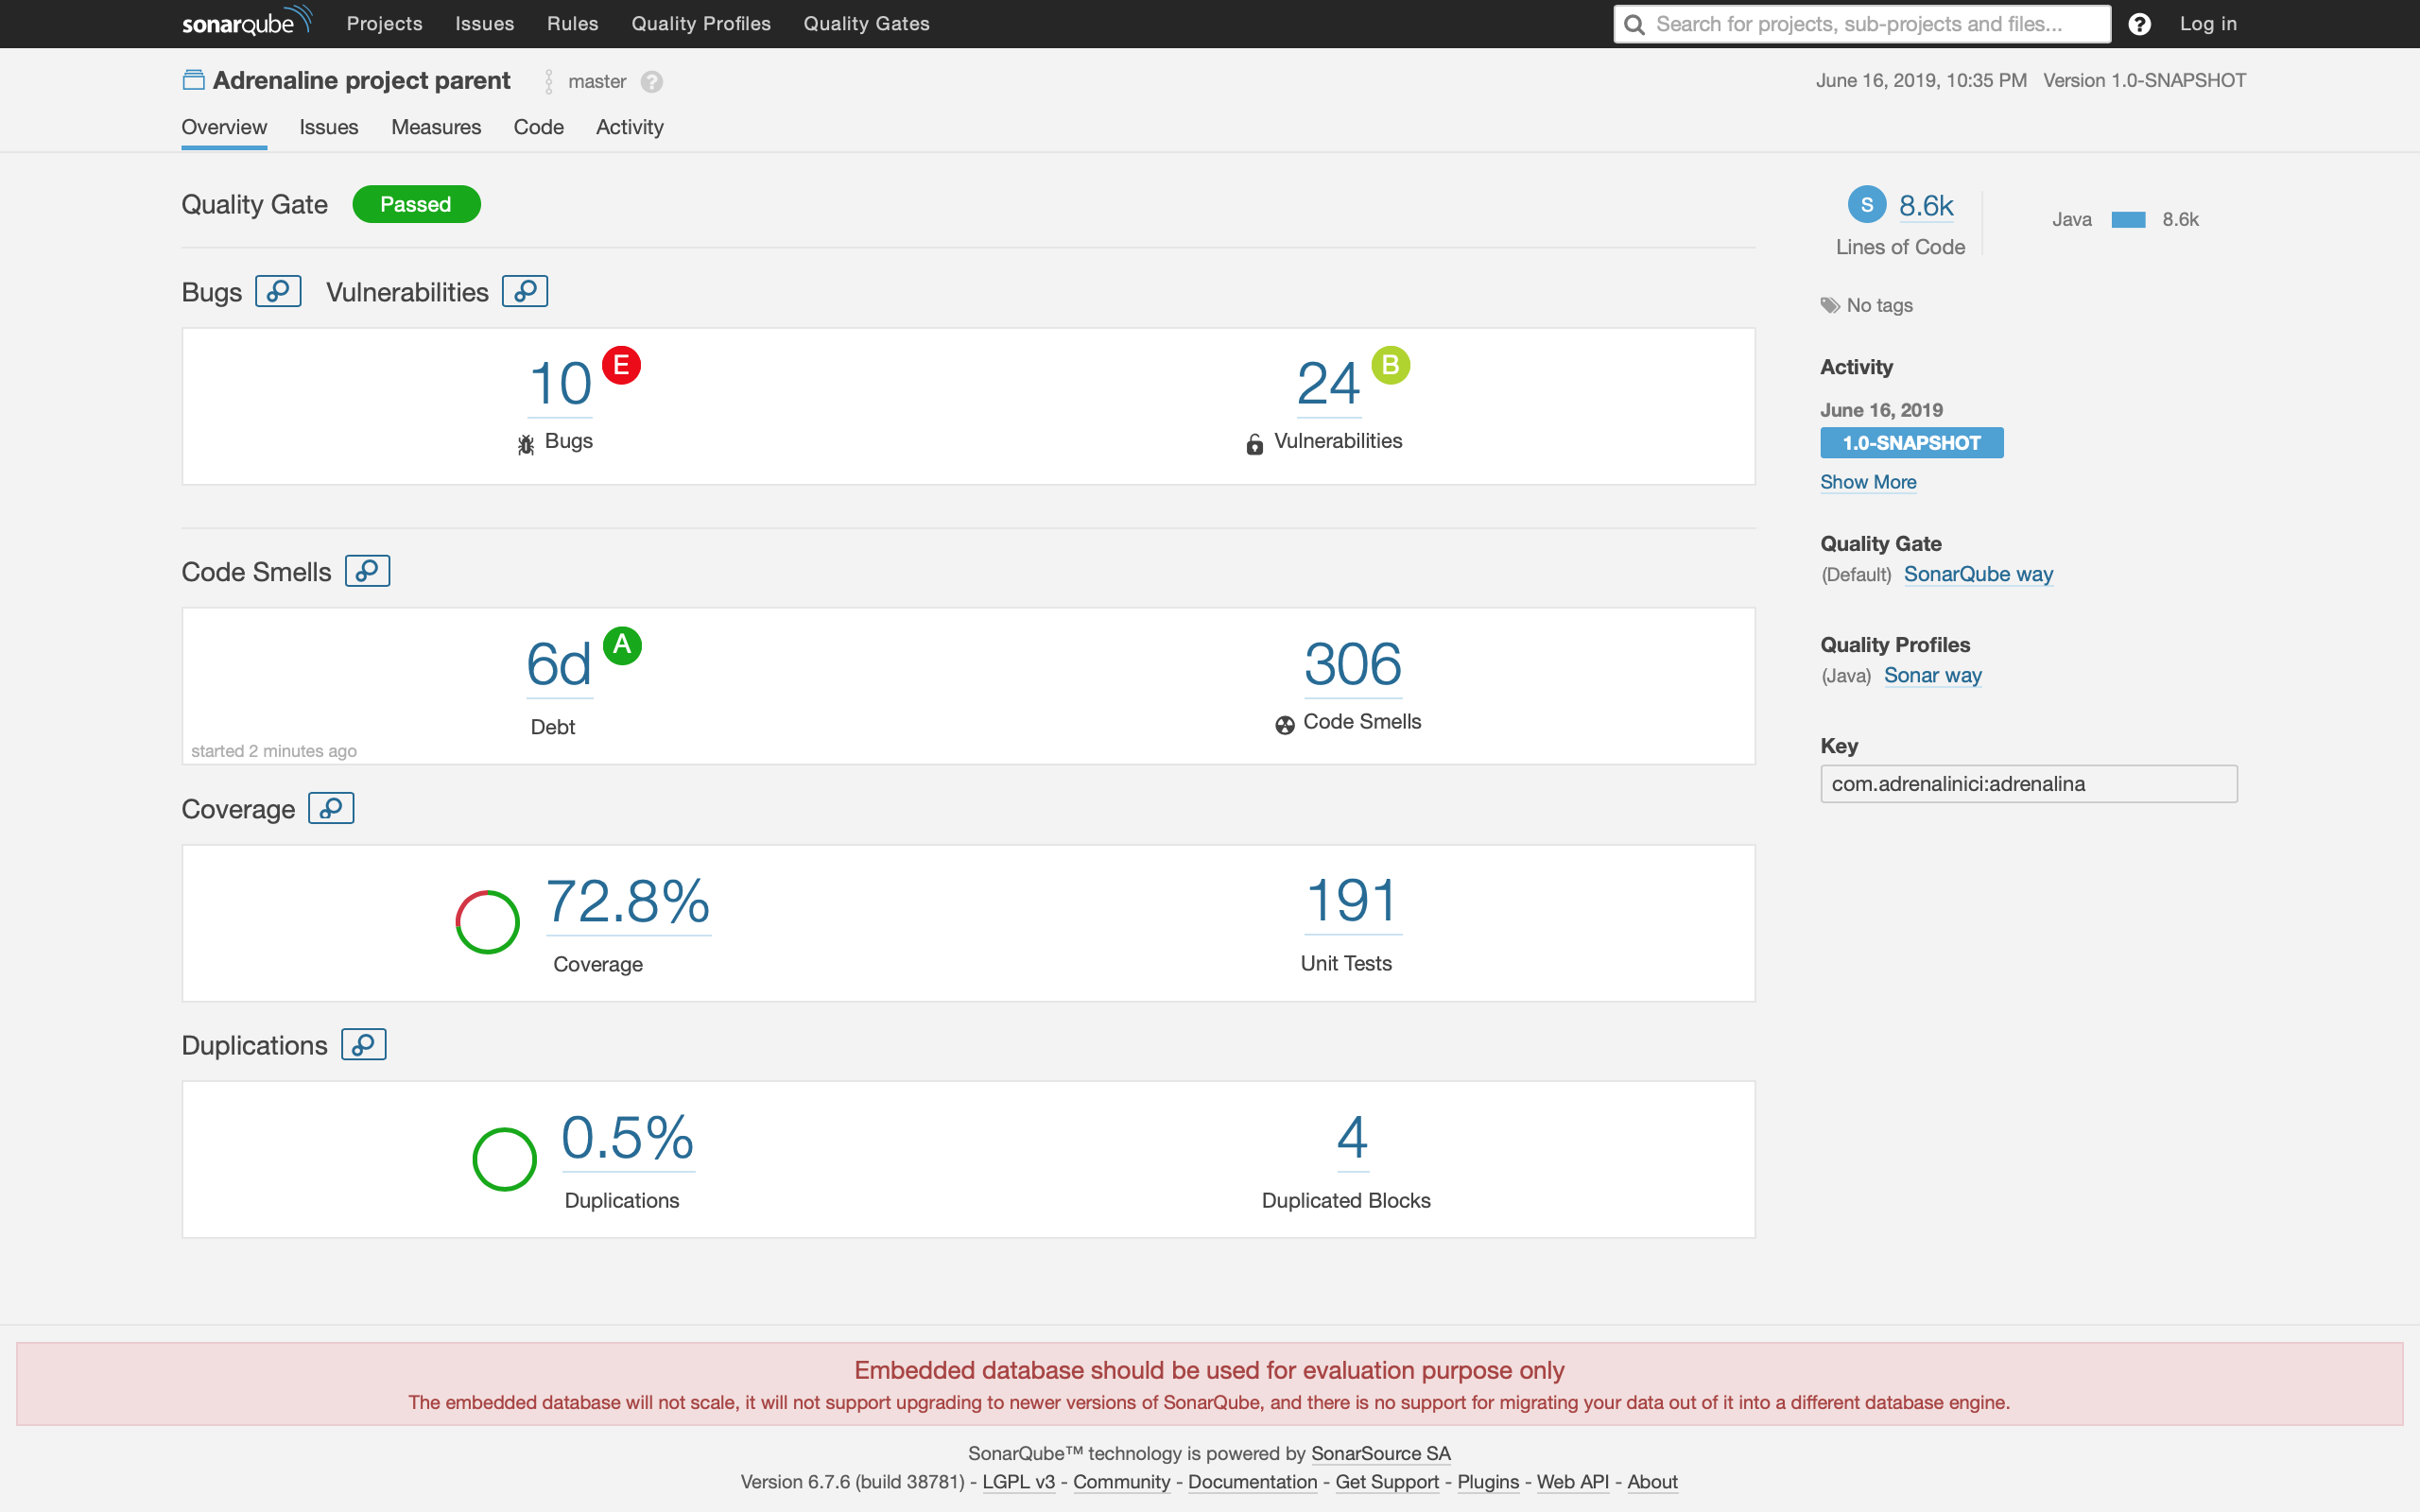 sonarqube Projects Issues Rules Quality Profiles Quality Gates Search for projects, sub-projects and files... ? Log in
Adrenaline project parent master ? June 16, 2019, 10:35 PM Version 1.0-SNAPSHOT
Overview Issues Measures Code Activity
Quality Gate Passed
Bugs Vulnerabilities
10 E 24 B
Bugs Vulnerabilities
Code Smells
6d A 306
Debt Code Smells
started 2 minutes ago
Coverage
72.8% 191
Coverage Unit Tests
Duplications
0.5% 4
Duplications Duplicated Blocks
S 8.6k Java 8.6k
Lines of Code
No tags
Activity
June 16, 2019
1.0-SNAPSHOT
Show More
Quality Gate
(Default) SonarQube way
Quality Profiles
(Java) Sonar way
Key
com.adrenalinici:adrenalina
Embedded database should be used for evaluation purpose only
The embedded database will not scale, it will not support upgrading to newer versions of SonarQube, and there is no support for migrating your data out of it into a different database engine.
SonarQube™ technology is powered by SonarSource SA
Version 6.7.6 (build 38781) - LGPL v3 - Community - Documentation - Get Support - Plugins - Web API - About